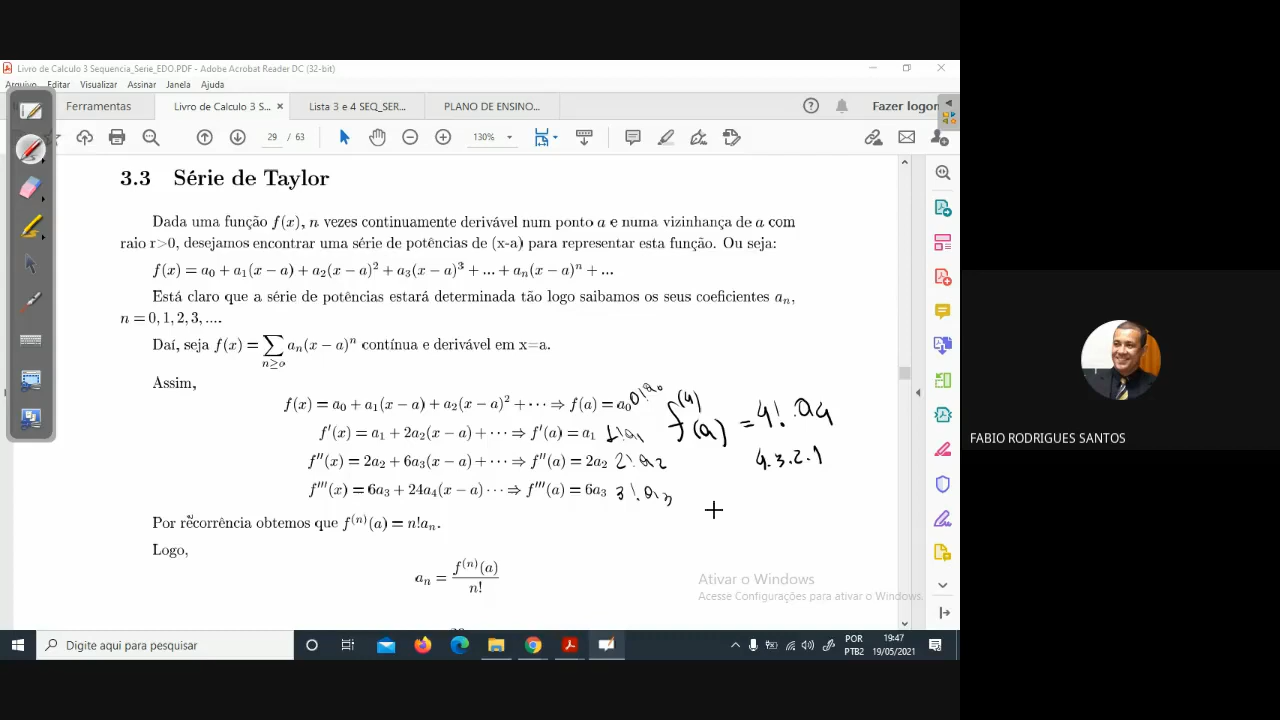 Livro de Calculo 3 Sequencia_Serie_EDO.PDF - Adobe Acrobat Reader DC (32-bit)
Arquivo Editar Visualizar Assinar Janela Ajuda
Ferramentas Livro de Calculo 3 S... × Lista 3 e 4 SEQ_SER... PLANO DE ENSINO... Fazer logon
29 / 63 130%
3.3 Série de Taylor
Dada uma função f(x), n vezes continuamente derivável num ponto a e numa vizinhança de a com
raio r>0, desejamos encontrar uma série de potências de (x-a) para representar esta função. Ou seja:
f(x) = a₀ + a₁(x − a) + a₂(x − a)² + a₃(x − a)³ + ... + aₙ(x − a)ⁿ + ...
Está claro que a série de potências estará determinada tão logo saibamos os seus coeficientes aₙ,
n = 0, 1, 2, 3, ....
Daí, seja f(x) = ∑ aₙ(x − a)ⁿ contínua e derivável em x=a.
n≥o
Assim,
f(x) = a₀ + a₁(x − a) + a₂(x − a)² + ⋯ ⇒ f(a) = a₀ 0!a₀
f′(x) = a₁ + 2a₂(x − a) + ⋯ ⇒ f′(a) = a₁ 1!a₁
f⁽⁴⁾(a) = 4!.a₄
f′′(x) = 2a₂ + 6a₃(x − a) + ⋯ ⇒ f′′(a) = 2a₂ 2!.a₂
4.3.2.1
f′′′(x) = 6a₃ + 24a₄(x − a) ⋯ ⇒ f′′′(a) = 6a₃ 3!.a₃
Por recorrência obtemos que f⁽ⁿ⁾(a) = n!aₙ.
Logo,
aₙ = f⁽ⁿ⁾(a) / n!
Ativar o Windows
Acesse Configurações para ativar o Windows.
FABIO RODRIGUES SANTOS
Digite aqui para pesquisar
POR
PTB2
19:47
19/05/2021